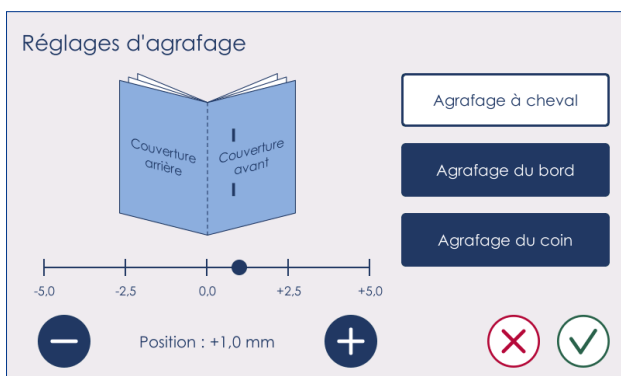 Réglages d'agrafage
Couverture
arrière
Couverture
avant
-5,0 -2,5 0,0 +2,5 +5,0
Position : +1,0 mm
Agrafage à cheval
Agrafage du bord
Agrafage du coin